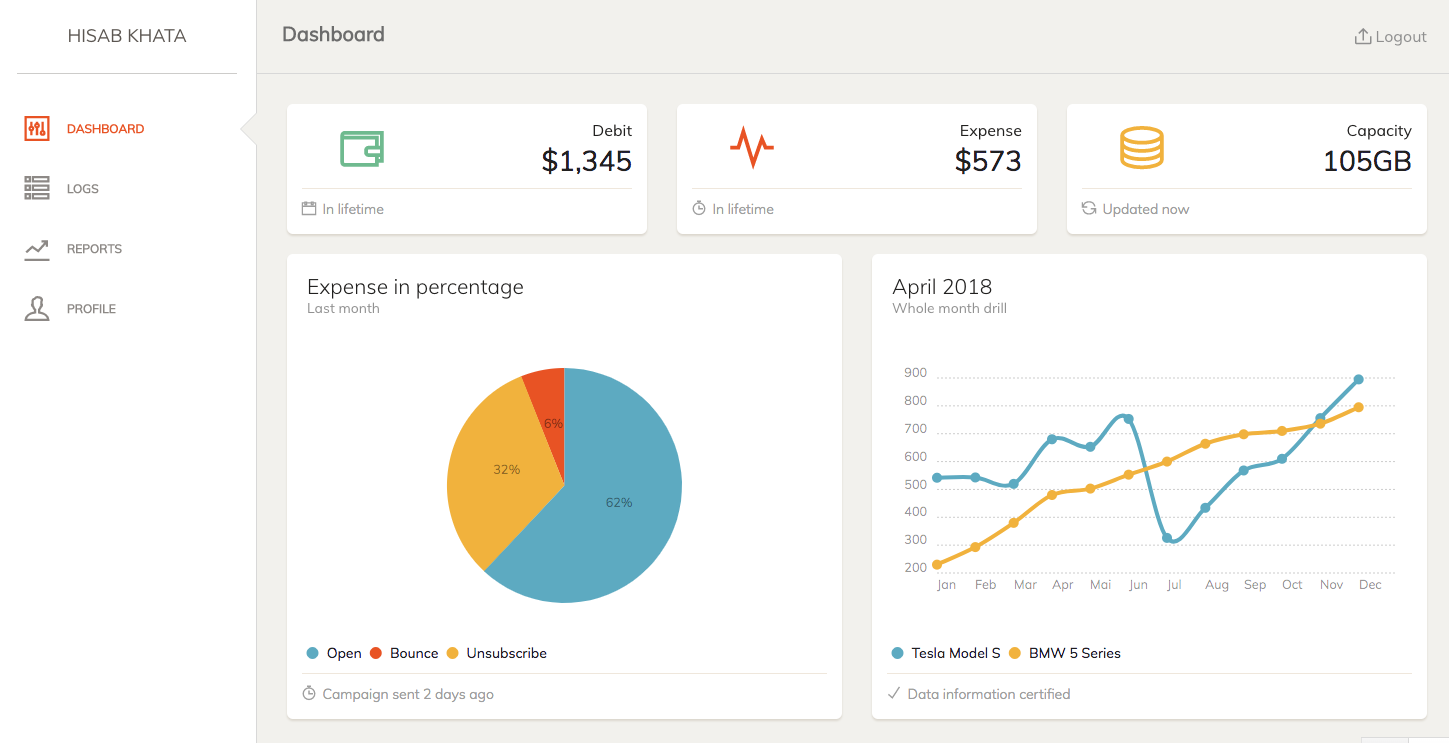 HISAB KHATA
DASHBOARD
LOGS
REPORTS
PROFILE
Dashboard
Logout
Debit
$1,345
In lifetime
Expense
$573
In lifetime
Capacity
105GB
Updated now
Expense in percentage
Last month
6%
32%
62%
Open Bounce Unsubscribe
Campaign sent 2 days ago
April 2018
Whole month drill
900
800
700
600
500
400
300
200
Jan Feb Mar Apr Mai Jun Jul Aug Sep Oct Nov Dec
Tesla Model S BMW 5 Series
Data information certified